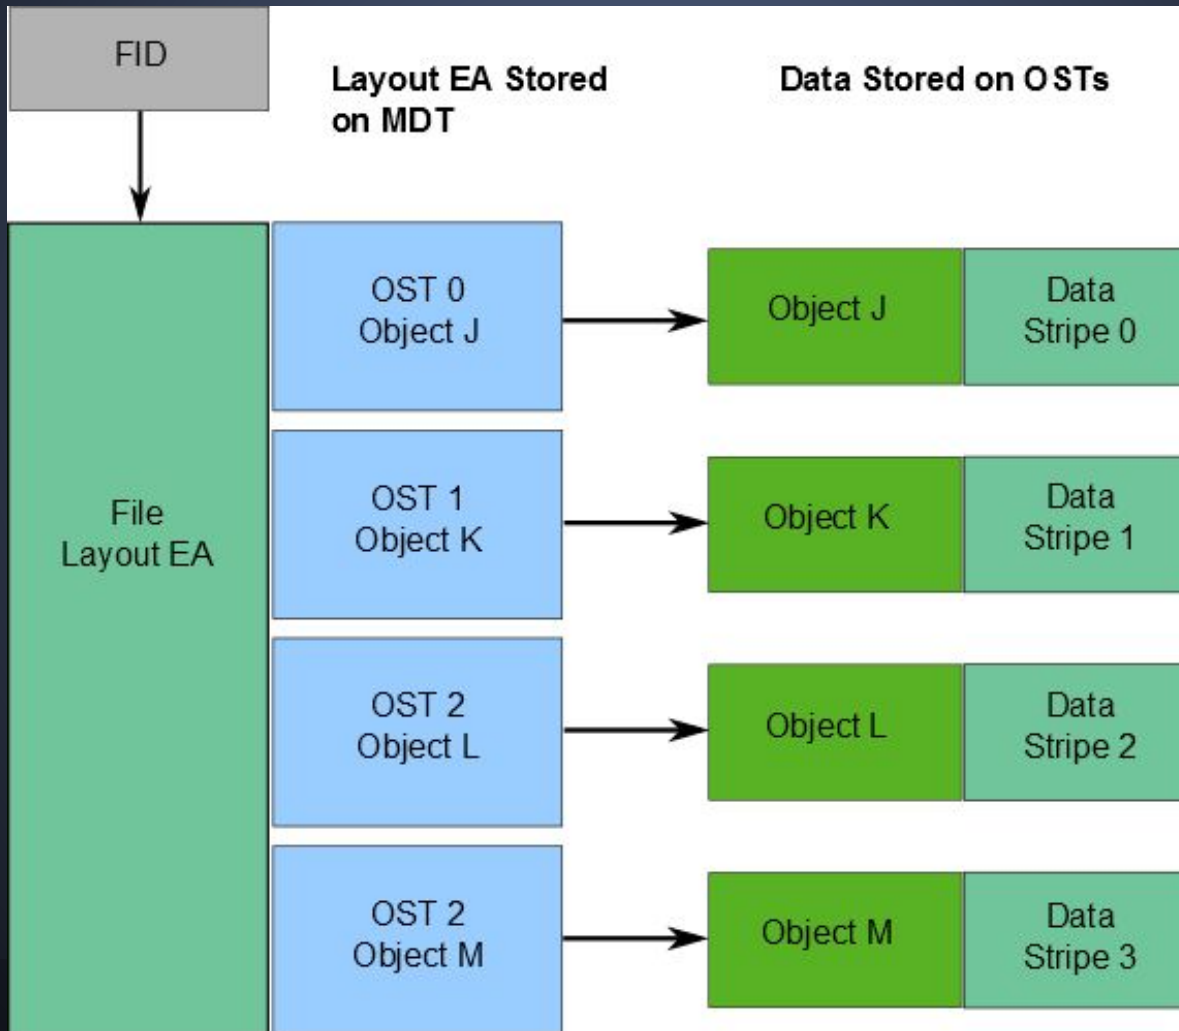 FID
Layout EA Stored
on MDT
Data Stored on OSTs
File
Layout EA
OST 0
Object J
Object J
Data
Stripe 0
OST 1
Object K
Object K
Data
Stripe 1
OST 2
Object L
Object L
Data
Stripe 2
OST 2
Object M
Object M
Data
Stripe 3